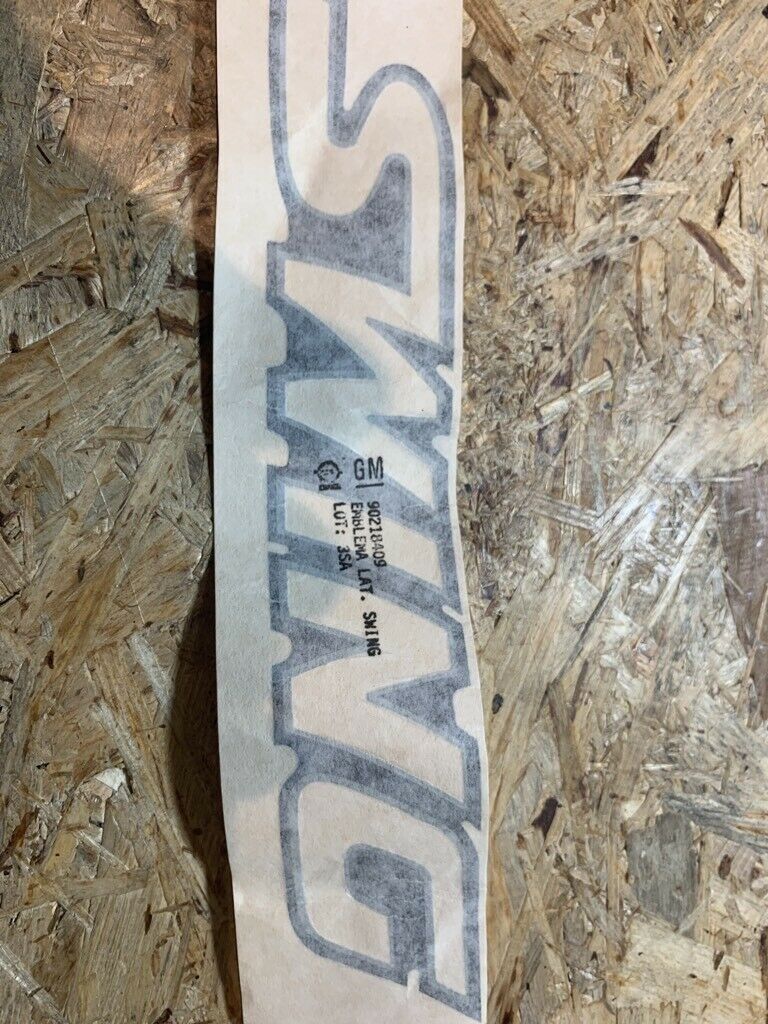 SWING
GM 90218409
EMBLEMA LAT. SWING
LOT: 3SA